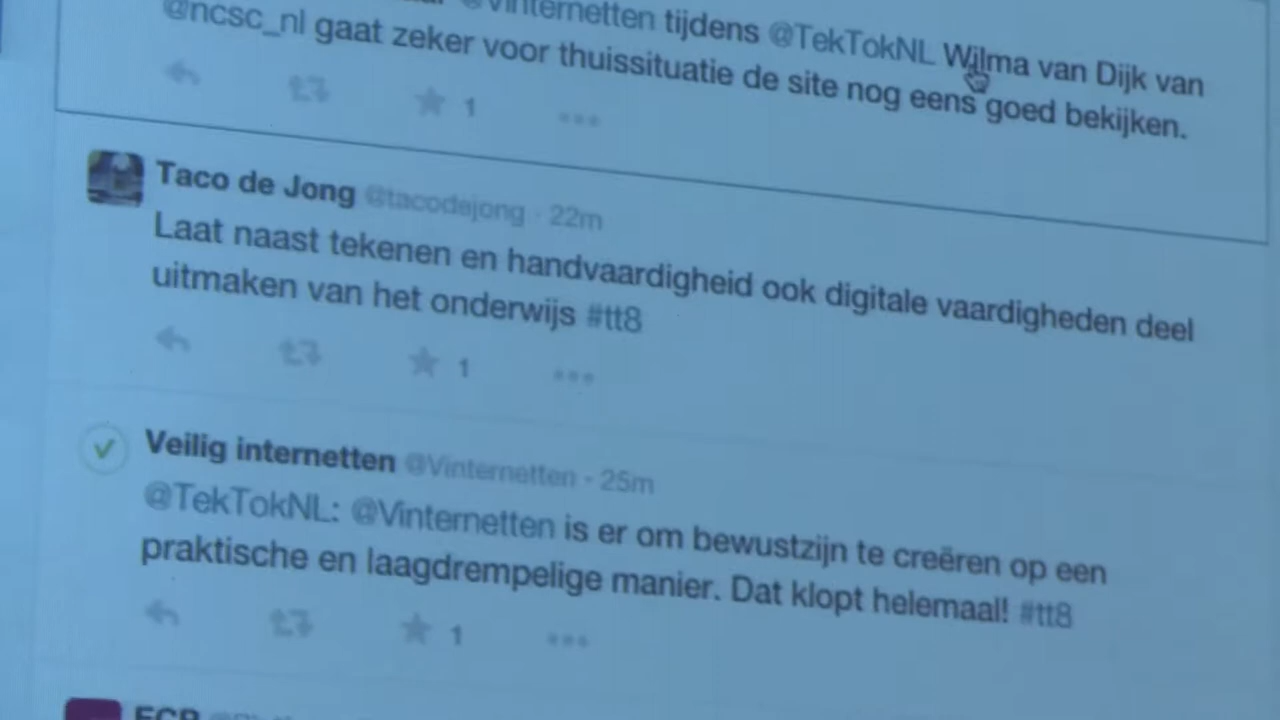 @Vinternetten tijdens @TekTokNL Wilma van Dijk van
@ncsc_nl gaat zeker voor thuissituatie de site nog eens goed bekijken.
1
Taco de Jong @tacodejong · 22m
Laat naast tekenen en handvaardigheid ook digitale vaardigheden deel
uitmaken van het onderwijs #tt8
1
Veilig internetten @Vinternetten · 25m
@TekTokNL: @Vinternetten is er om bewustzijn te creëren op een
praktische en laagdrempelige manier. Dat klopt helemaal! #tt8
1
ECP